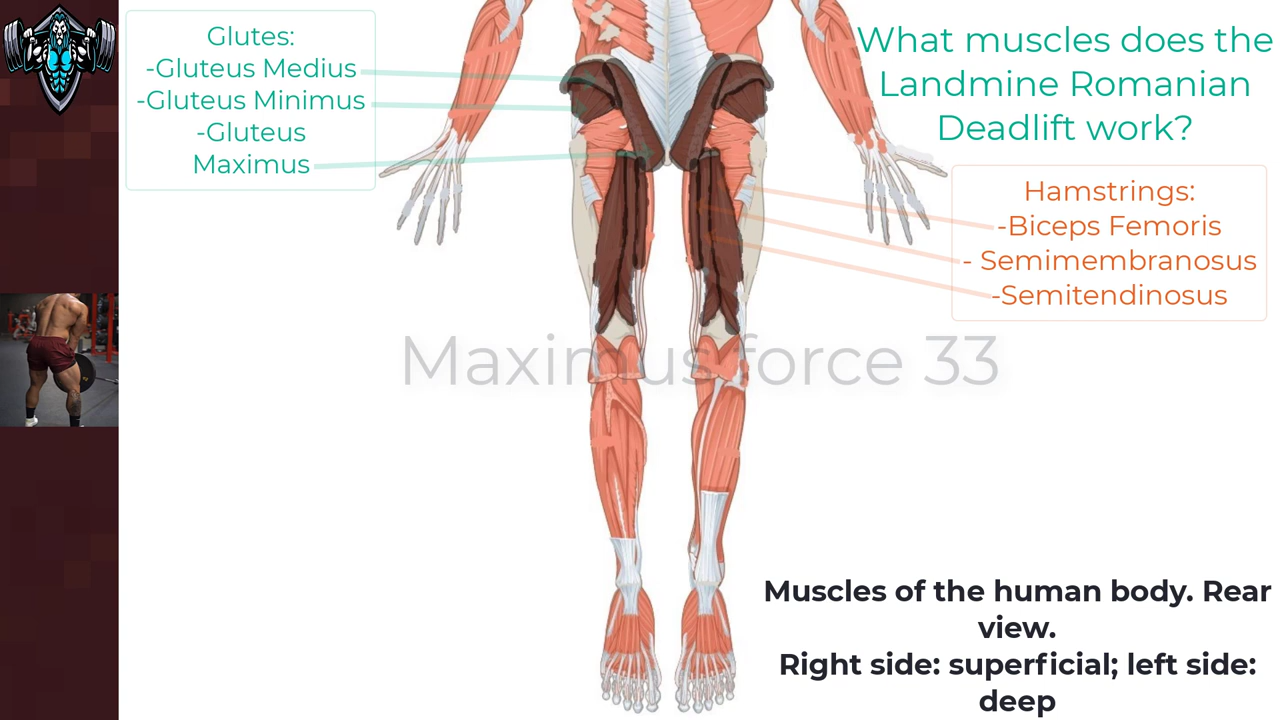 Glutes:
-Gluteus Medius
-Gluteus Minimus
-Gluteus
Maximus
What muscles does the
Landmine Romanian
Deadlift work?
Hamstrings:
-Biceps Femoris
- Semimembranosus
-Semitendinosus
Maximus force 33
Muscles of the human body. Rear
view.
Right side: superficial; left side:
deep